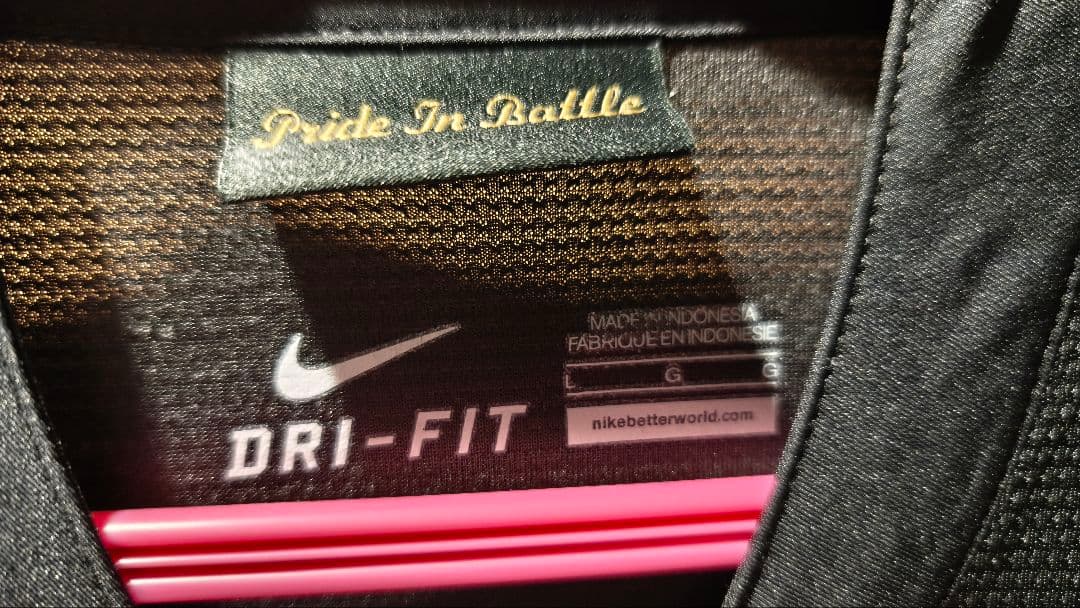 Pride In Battle
MADE IN INDONESIA
FABRIQUE EN INDONESIE
L G G
nikebetterworld.com
DRI-FIT